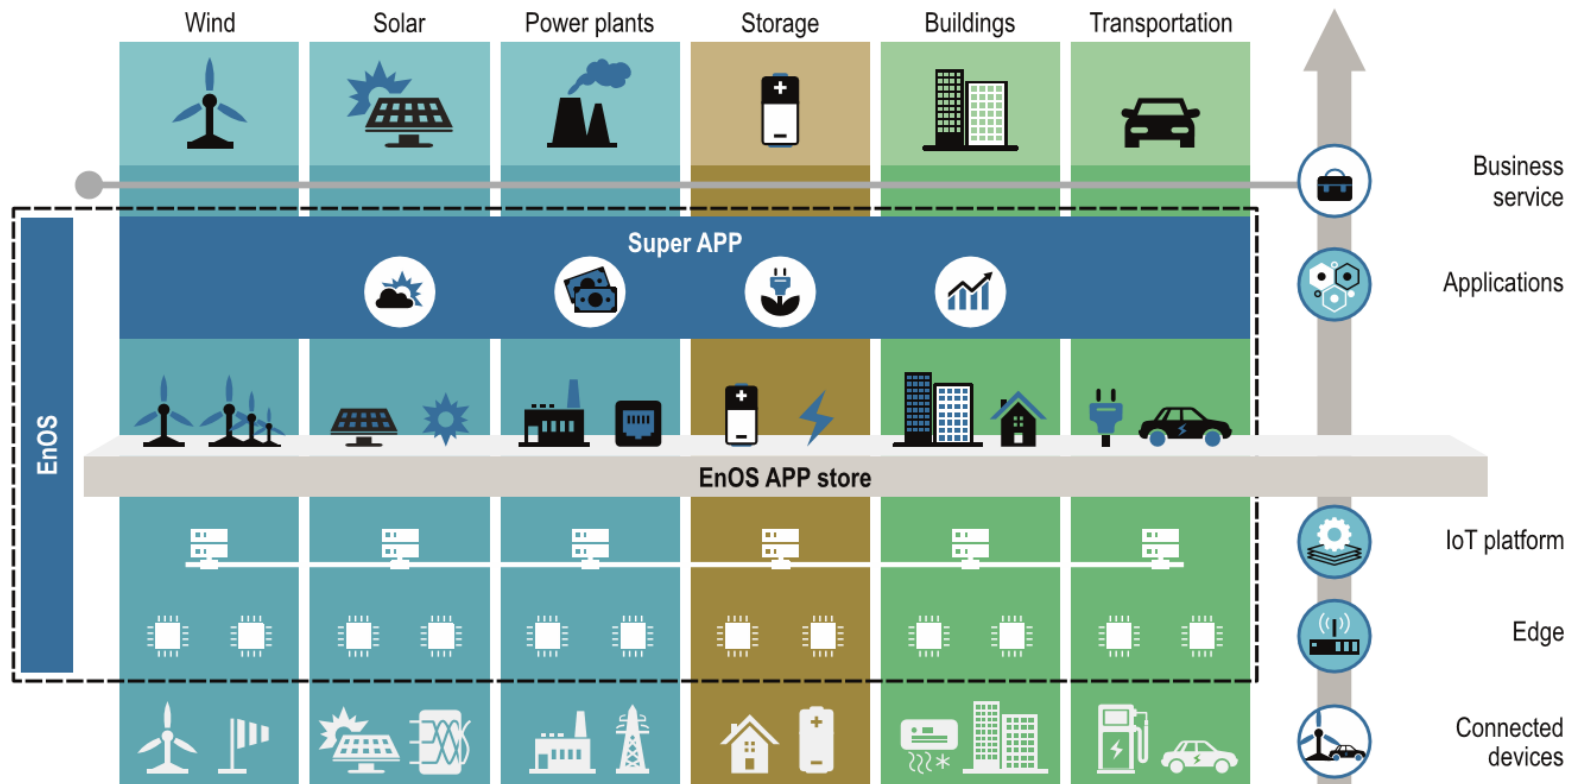 Wind
Solar
Power plants
Storage
Buildings
Transportation
Business
service
Super APP
Applications
EnOS
EnOS APP store
IoT platform
Edge
Connected
devices